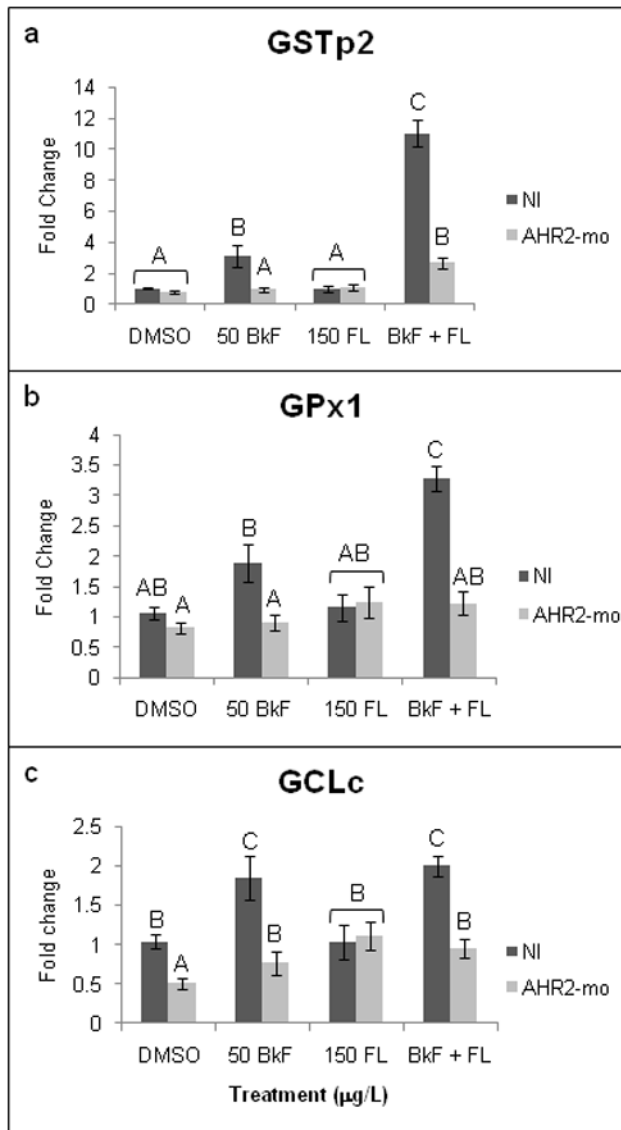 a
GSTp2
14
12
10
8
6
4
2
0
Fold Change
A
B
A
A
C
B
DMSO
50 BkF
150 FL
BkF + FL
NI
AHR2-mo
b
GPx1
4
3.5
3
2.5
2
1.5
1
0.5
0
Fold Change
AB
A
B
A
AB
C
AB
DMSO
50 BkF
150 FL
BkF + FL
NI
AHR2-mo
c
GCLc
2.5
2
1.5
1
0.5
0
Fold change
B
A
C
B
B
C
B
DMSO
50 BkF
150 FL
BkF + FL
NI
AHR2-mo
Treatment (µg/L)